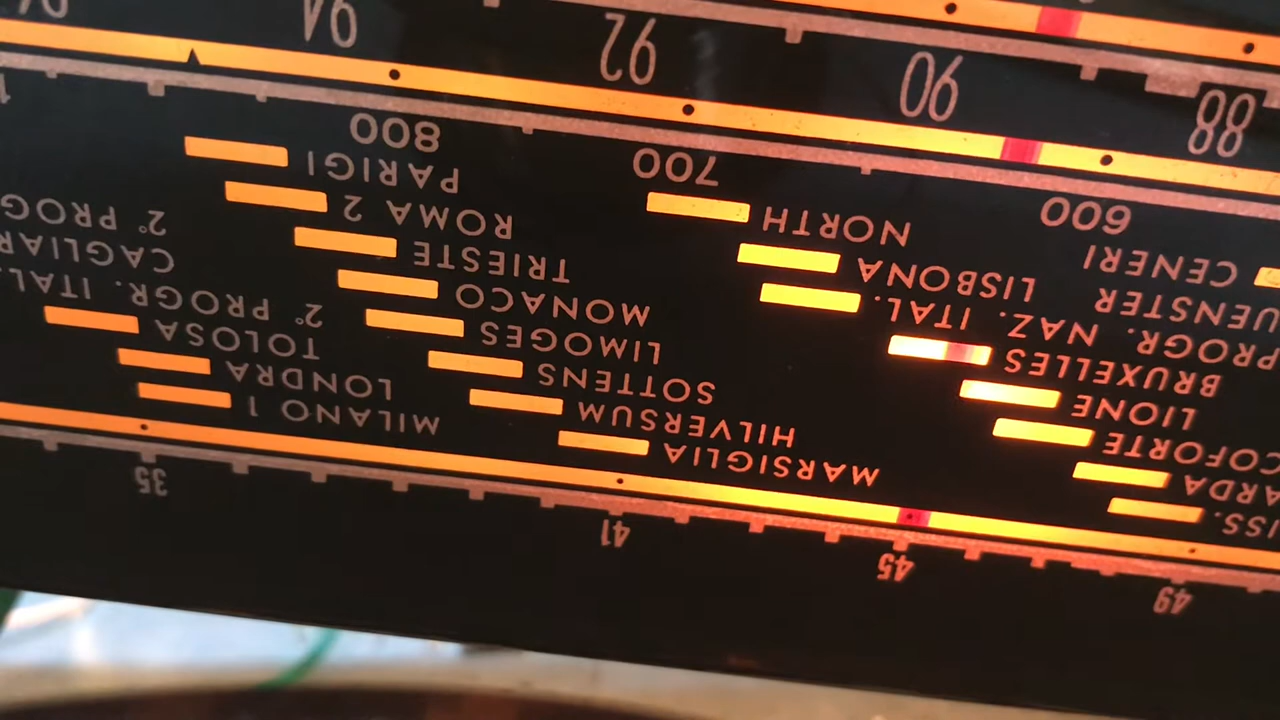 49 45 41 35
ISS. MARSIGLIA MILANO 1
ARDA HILVERSUM LONDRA
COFORTE SOTTENS TOLOSA
LIONE LIMOGES 2° PROGR. ITAL.
BRUXELLES MONACO CAGLIAR
PROGR. NAZ. ITAL. TRIESTE 2° PROG
UENSTER LISBONA ROMA 2
CENERI NORTH PARIGI
600 700 800
88 90 92 94